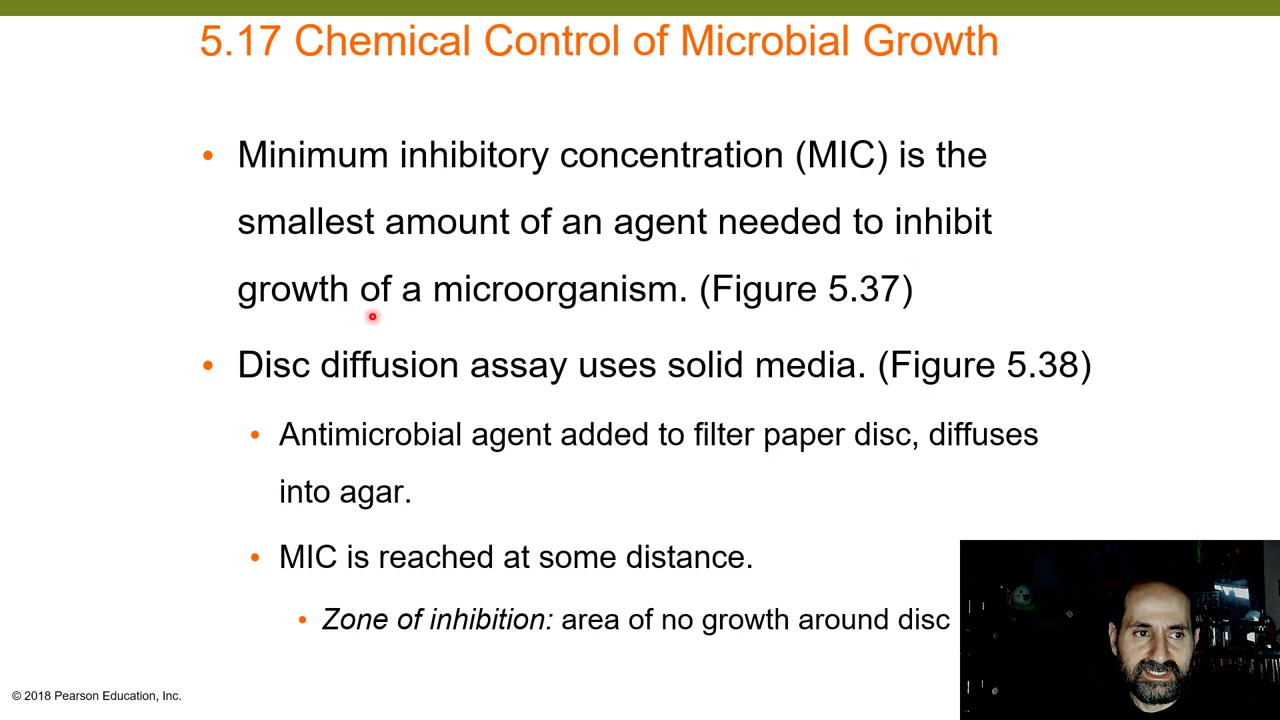 5.17 Chemical Control of Microbial Growth
• Minimum inhibitory concentration (MIC) is the
smallest amount of an agent needed to inhibit
growth of a microorganism. (Figure 5.37)
• Disc diffusion assay uses solid media. (Figure 5.38)
• Antimicrobial agent added to filter paper disc, diffuses
into agar.
• MIC is reached at some distance.
• Zone of inhibition: area of no growth around disc
© 2018 Pearson Education, Inc.